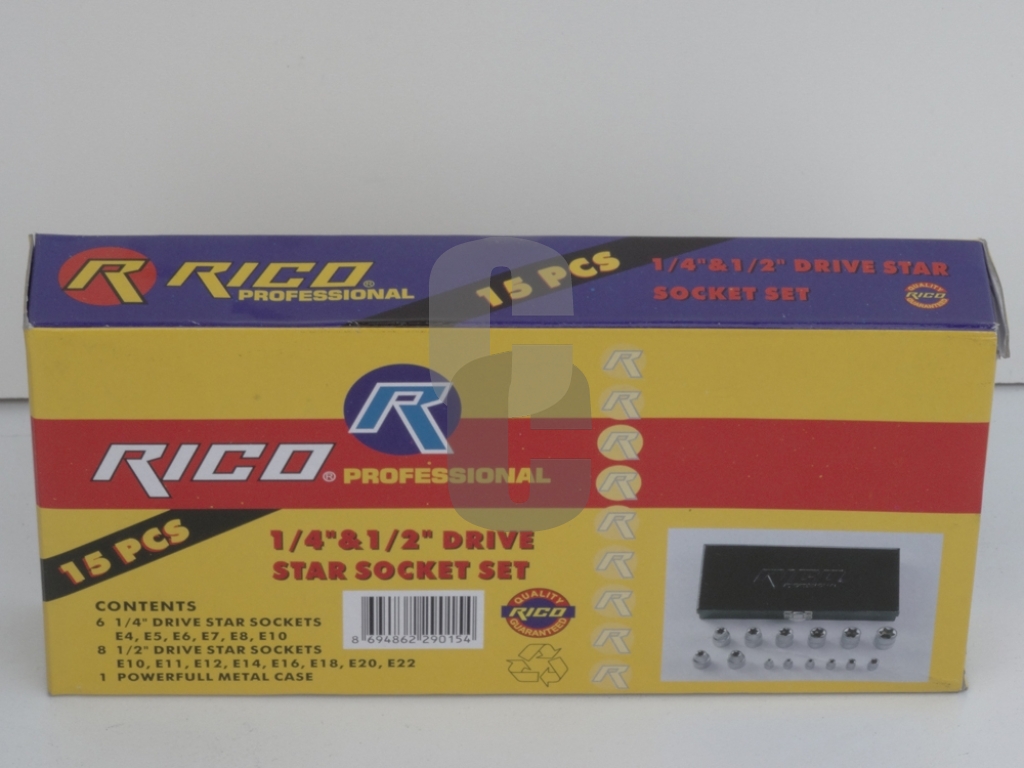 R RICO® PROFESSIONAL
15 PCS
1/4"&1/2" DRIVE STAR
SOCKET SET
QUALITY
RICO
GUARANTEED
R
RICO® PROFESSIONAL
15 PCS
1/4"&1/2" DRIVE
STAR SOCKET SET
CONTENTS
6 1/4" DRIVE STAR SOCKETS
E4, E5, E6, E7, E8, E10
8 1/2" DRIVE STAR SOCKETS
E10, E11, E12, E14, E16, E18, E20, E22
1 POWERFULL METAL CASE
8 694862 290154
QUALITY
RICO
GUARANTEED
R
R
R
R
R
R
R
R
R